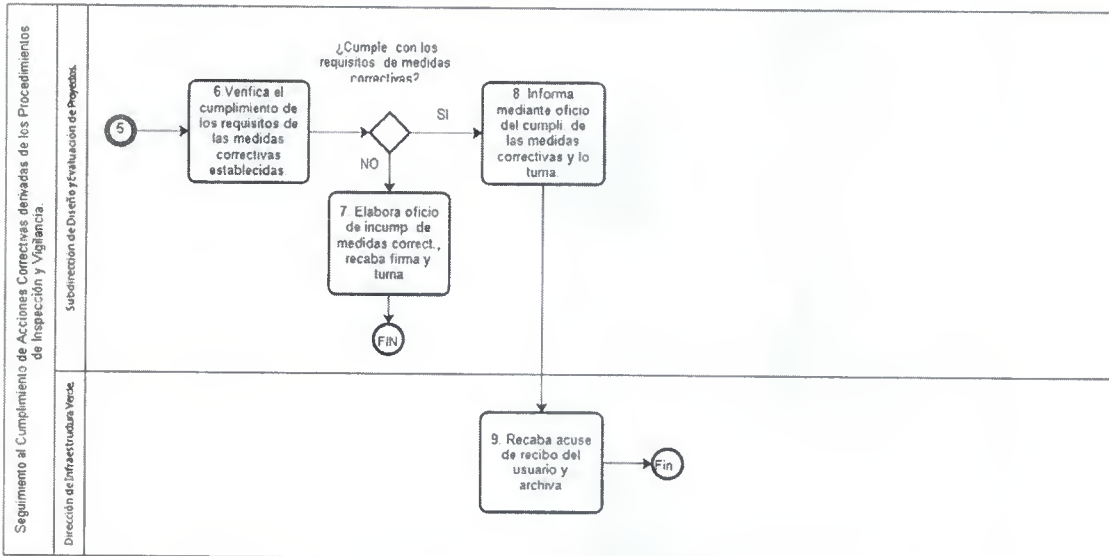 Seguimiento al Cumplimiento de Acciones Correctivas derivadas de los Procedimientos
de Inspección y Vigilancia.
Subdirección de Diseño y Evaluación de Proyectos.
5
6 Verifica el
cumplimiento de
los requisitos de
las medidas
correctivas
establecidas
¿Cumple con los
requisitos de medidas
correctivas?
SI
NO
7. Elabora oficio
de incump. de
medidas correct.,
recaba firma y
turna
FIN
8 Informa
mediante oficio
del cumpli. de
las medidas
correctivas y lo
turna.
Dirección de Infraestructura Verde.
9. Recaba acuse
de recibo del
usuario y
archiva
Fin